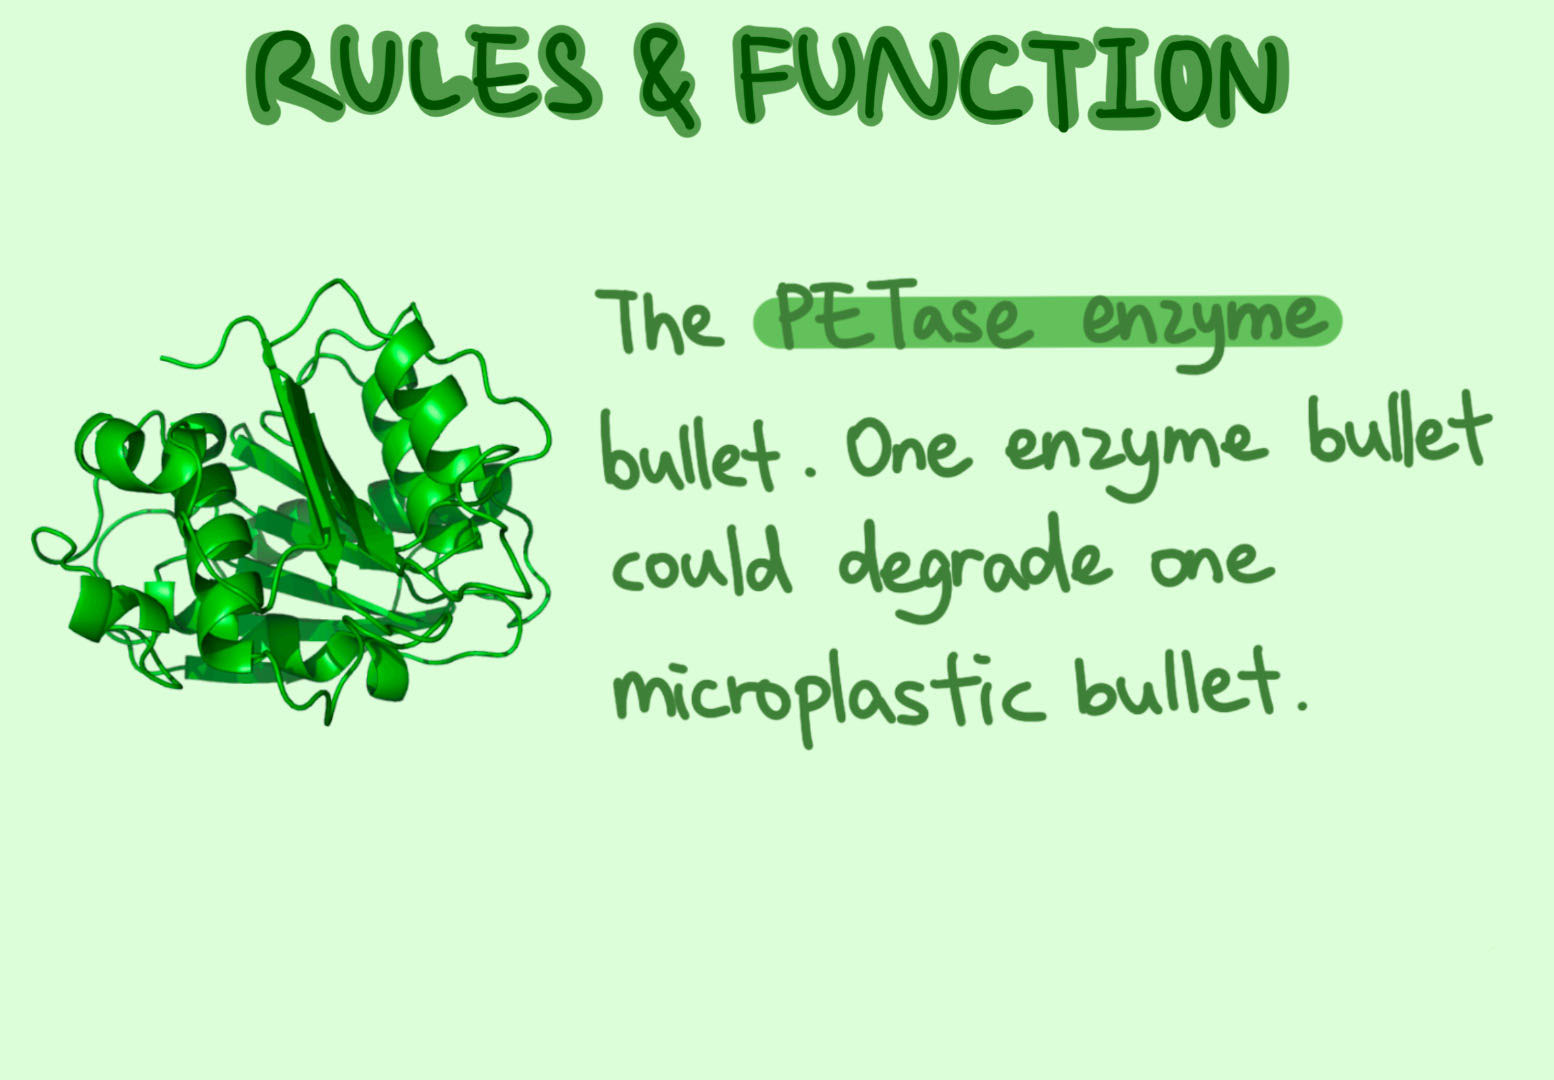 RULES & FUNCTION
The PETase enzyme
bullet. One enzyme bullet
could degrade one
microplastic bullet.